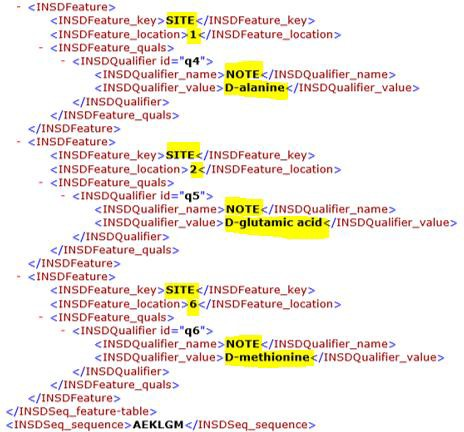 - <INSDFeature>
<INSDFeature_key>SITE</INSDFeature_key>
<INSDFeature_location>1</INSDFeature_location>
- <INSDFeature_quals>
- <INSDQualifier id="q4">
<INSDQualifier_name>NOTE</INSDQualifier_name>
<INSDQualifier_value>D-alanine</INSDQualifier_value>
</INSDQualifier>
</INSDFeature_quals>
</INSDFeature>
- <INSDFeature>
<INSDFeature_key>SITE</INSDFeature_key>
<INSDFeature_location>2</INSDFeature_location>
- <INSDFeature_quals>
- <INSDQualifier id="q5">
<INSDQualifier_name>NOTE</INSDQualifier_name>
<INSDQualifier_value>D-glutamic acid</INSDQualifier_value>
</INSDQualifier>
</INSDFeature_quals>
</INSDFeature>
- <INSDFeature>
<INSDFeature_key>SITE</INSDFeature_key>
<INSDFeature_location>6</INSDFeature_location>
- <INSDFeature_quals>
- <INSDQualifier id="q6">
<INSDQualifier_name>NOTE</INSDQualifier_name>
<INSDQualifier_value>D-methionine</INSDQualifier_value>
</INSDQualifier>
</INSDFeature_quals>
</INSDFeature>
</INSDSeq_feature-table>
<INSDSeq_sequence>AEKLGM</INSDSeq_sequence>